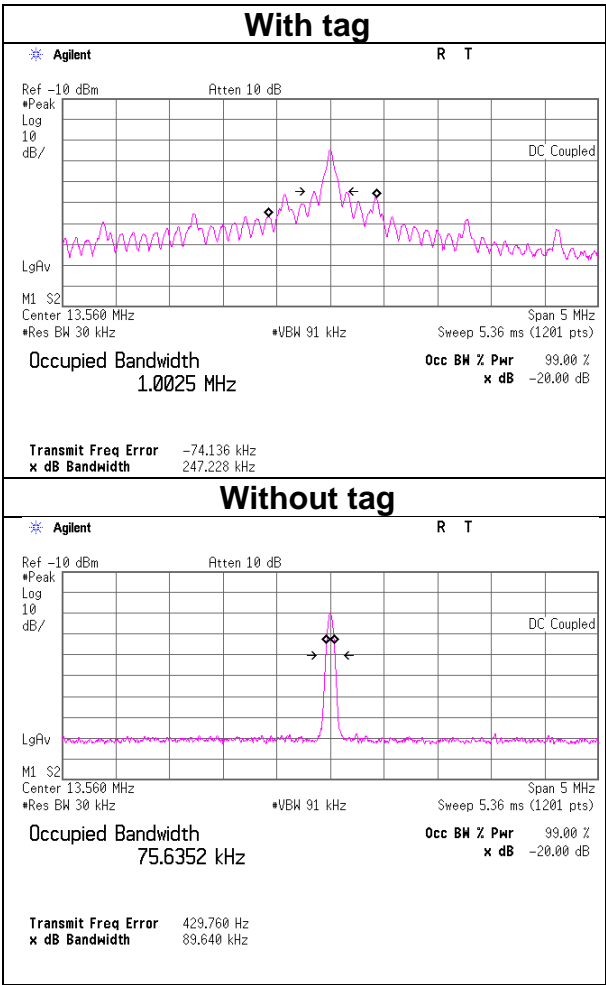 With tag
Agilent R T
Ref -10 dBm Atten 10 dB
#Peak
Log
10
dB/
DC Coupled
LgAv
M1 S2
Center 13.560 MHz Span 5 MHz
#Res BW 30 kHz #VBW 91 kHz Sweep 5.36 ms (1201 pts)
Occupied Bandwidth Occ BW % Pwr 99.00 %
1.0025 MHz x dB -20.00 dB
Transmit Freq Error -74.136 kHz
x dB Bandwidth 247.228 kHz
Without tag
Agilent R T
Ref -10 dBm Atten 10 dB
#Peak
Log
10
dB/
DC Coupled
LgAv
M1 S2
Center 13.560 MHz Span 5 MHz
#Res BW 30 kHz #VBW 91 kHz Sweep 5.36 ms (1201 pts)
Occupied Bandwidth Occ BW % Pwr 99.00 %
75.6352 kHz x dB -20.00 dB
Transmit Freq Error 429.760 Hz
x dB Bandwidth 89.640 kHz